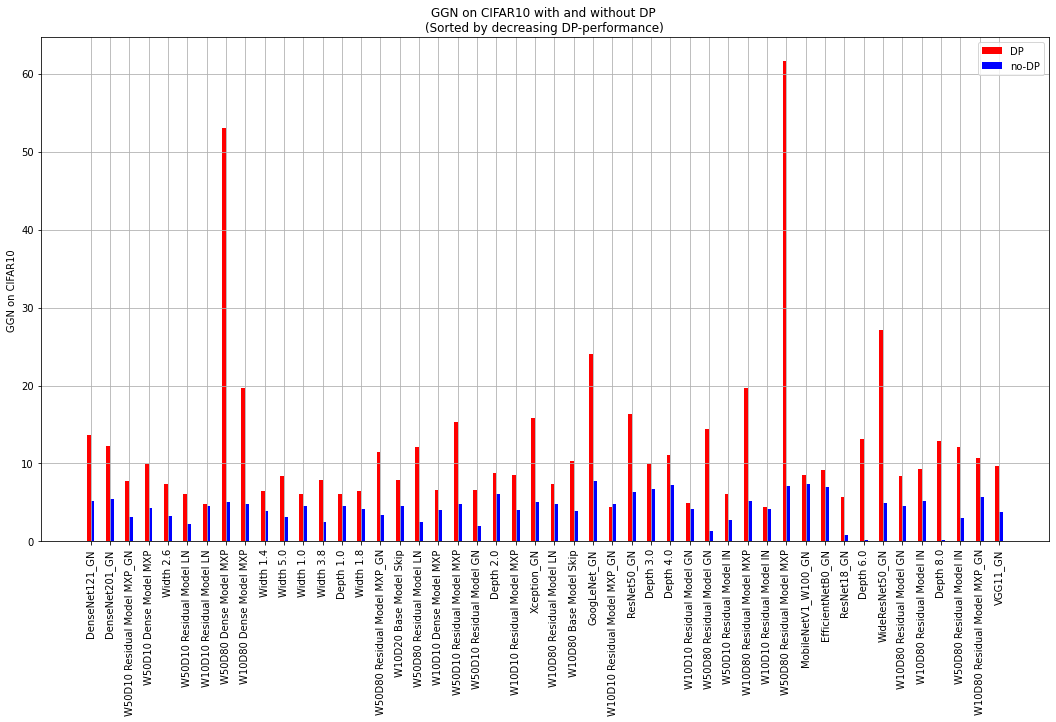 GGN on CIFAR10 with and without DP
(Sorted by decreasing DP-performance)
DP
no-DP
GGN on CIFAR10
60
50
40
30
20
10
0
DenseNet121_GN
DenseNet201_GN
W50D10 Residual Model MXP_GN
W50D10 Dense Model MXP
Width 2.6
W50D10 Residual Model LN
W10D10 Residual Model LN
W50D80 Dense Model MXP
W10D80 Dense Model MXP
Width 1.4
Width 5.0
Width 1.0
Width 3.8
Depth 1.0
Width 1.8
W50D80 Residual Model MXP_GN
W10D20 Base Model Skip
W50D80 Residual Model LN
W10D10 Dense Model MXP
W50D10 Residual Model MXP
W50D10 Residual Model GN
Depth 2.0
W10D10 Residual Model MXP
Xception_GN
W10D80 Residual Model LN
W10D80 Base Model Skip
GoogLeNet_GN
W10D10 Residual Model MXP_GN
ResNet50_GN
Depth 3.0
Depth 4.0
W10D10 Residual Model GN
W50D80 Residual Model GN
W50D10 Residual Model IN
W10D80 Residual Model MXP
W10D10 Residual Model IN
W50D80 Residual Model MXP
MobileNetV1_W100_GN
EfficientNetB0_GN
ResNet18_GN
Depth 6.0
WideResNet50_GN
W10D80 Residual Model GN
W10D80 Residual Model IN
Depth 8.0
W50D80 Residual Model IN
W10D80 Residual Model MXP_GN
VGG11_GN